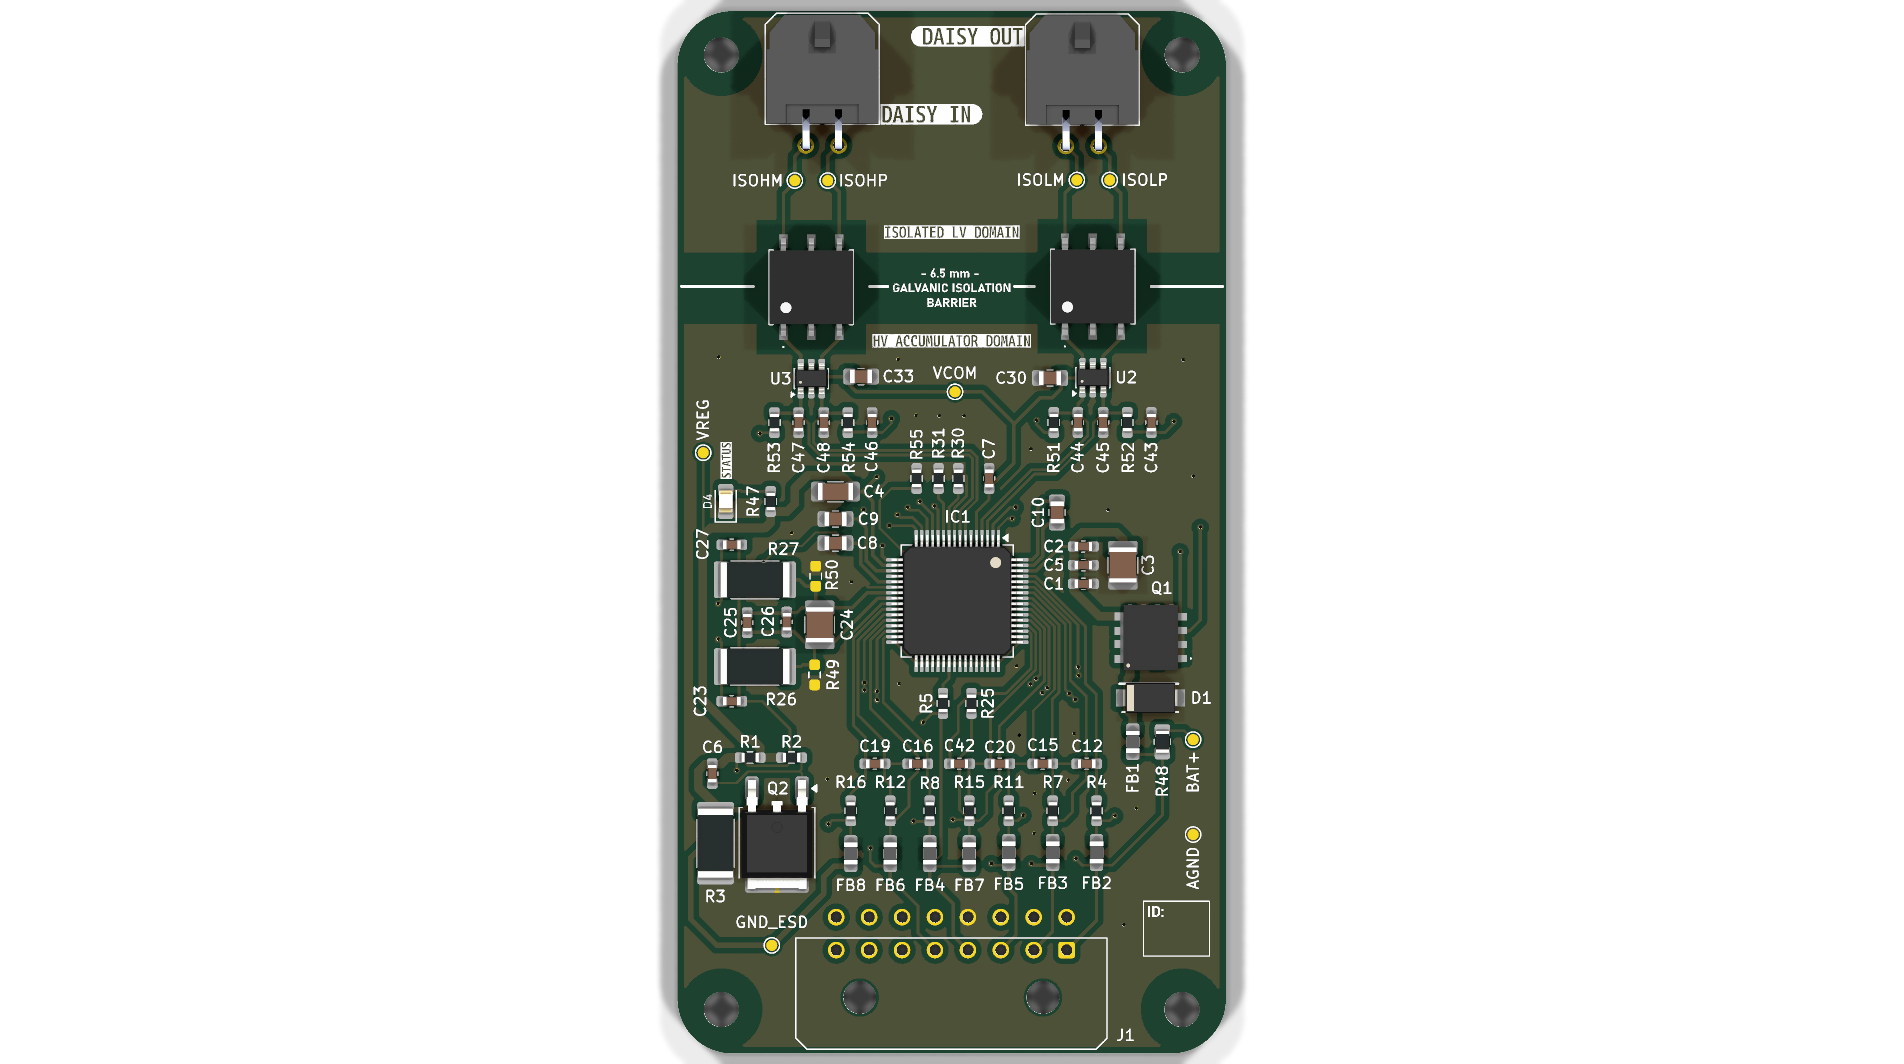 DAISY OUT
DAISY IN
ISOHM
ISOHP
ISOLM
ISOLP
ISOLATED LV DOMAIN
- 6.5 mm -
GALVANIC ISOLATION
BARRIER
HV ACCUMULATOR DOMAIN
U3
C33
VCOM
C30
U2
VREG
R53
C47
C48
R54
C46
R55
R31
R30
C7
R51
C44
C45
R52
C43
STATUS
D4
R47
C4
C9
C8
IC1
C10
C2
C5
C1
C3
C27
R27
R50
Q1
C25
C26
C24
R49
C23
R26
R5
R25
D1
C6
R1
R2
C19
C16
C42
C20
C15
C12
FB1
R48
BAT+
Q2
R16
R12
R8
R15
R11
R7
R4
R3
FB8
FB6
FB4
FB7
FB5
FB3
FB2
AGND
GND_ESD
ID:
J1